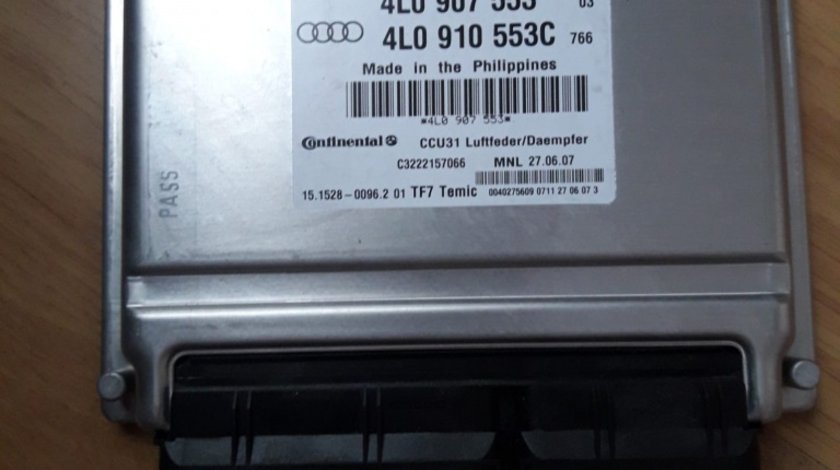 4L0 907 553 03
4L0 910 553C 766
Made in the Philippines
*4L0 907 553*
Continental CCU31 Luftfeder/Daempfer
C3222157066 MNL 27.06.07
15.1528-0096.2 01 TF7 Temic 0040275609 0711 27 06 07 3
PASS